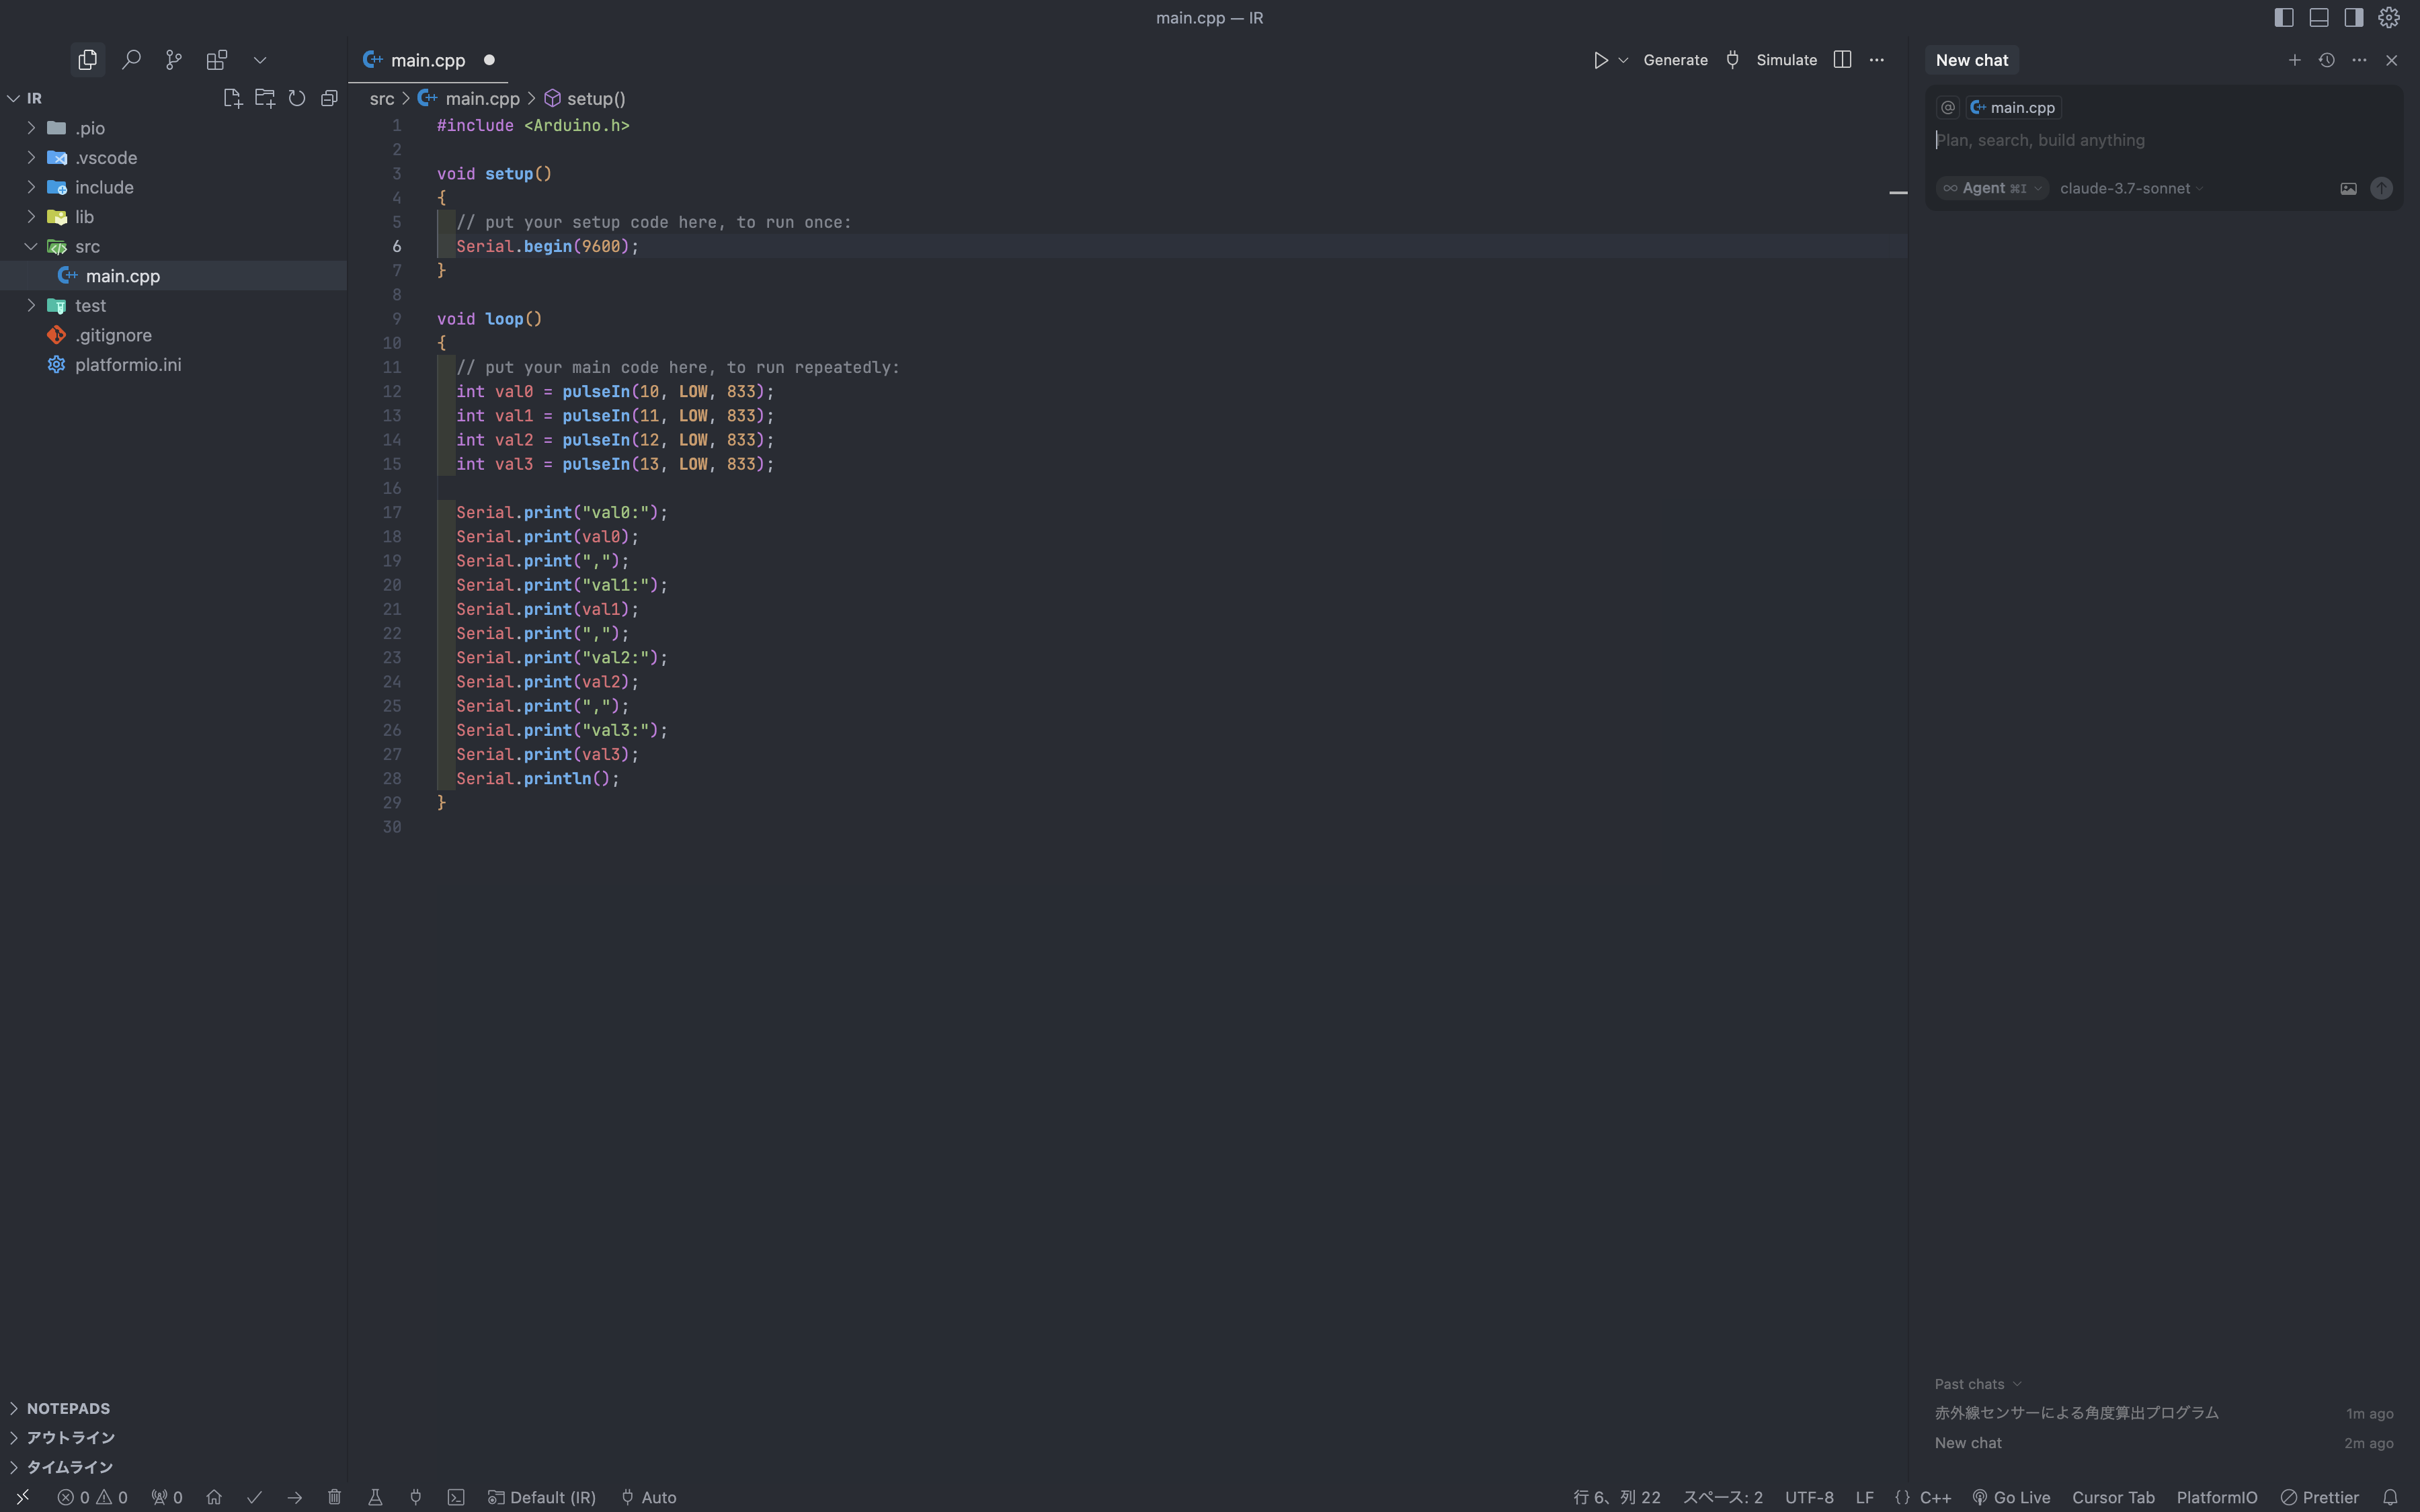 main.cpp — IR
main.cpp
Generate
Simulate
New chat
IR
.pio
.vscode
include
lib
src
main.cpp
test
.gitignore
platformio.ini
src > main.cpp > setup()
1 #include <Arduino.h>
2
3 void setup()
4 {
5 // put your setup code here, to run once:
6 Serial.begin(9600);
7 }
8
9 void loop()
10 {
11 // put your main code here, to run repeatedly:
12 int val0 = pulseIn(10, LOW, 833);
13 int val1 = pulseIn(11, LOW, 833);
14 int val2 = pulseIn(12, LOW, 833);
15 int val3 = pulseIn(13, LOW, 833);
16
17 Serial.print("val0:");
18 Serial.print(val0);
19 Serial.print(",");
20 Serial.print("val1:");
21 Serial.print(val1);
22 Serial.print(",");
23 Serial.print("val2:");
24 Serial.print(val2);
25 Serial.print(",");
26 Serial.print("val3:");
27 Serial.print(val3);
28 Serial.println();
29 }
30
@ main.cpp
Plan, search, build anything
∞ Agent ⌘I
claude-3.7-sonnet
Past chats
赤外線センサーによる角度算出プログラム 1m ago
New chat 2m ago
NOTEPADS
アウトライン
タイムライン
0 0 0 Default (IR) Auto
行 6、列 22 スペース: 2 UTF-8 LF {} C++ Go Live Cursor Tab PlatformIO Prettier